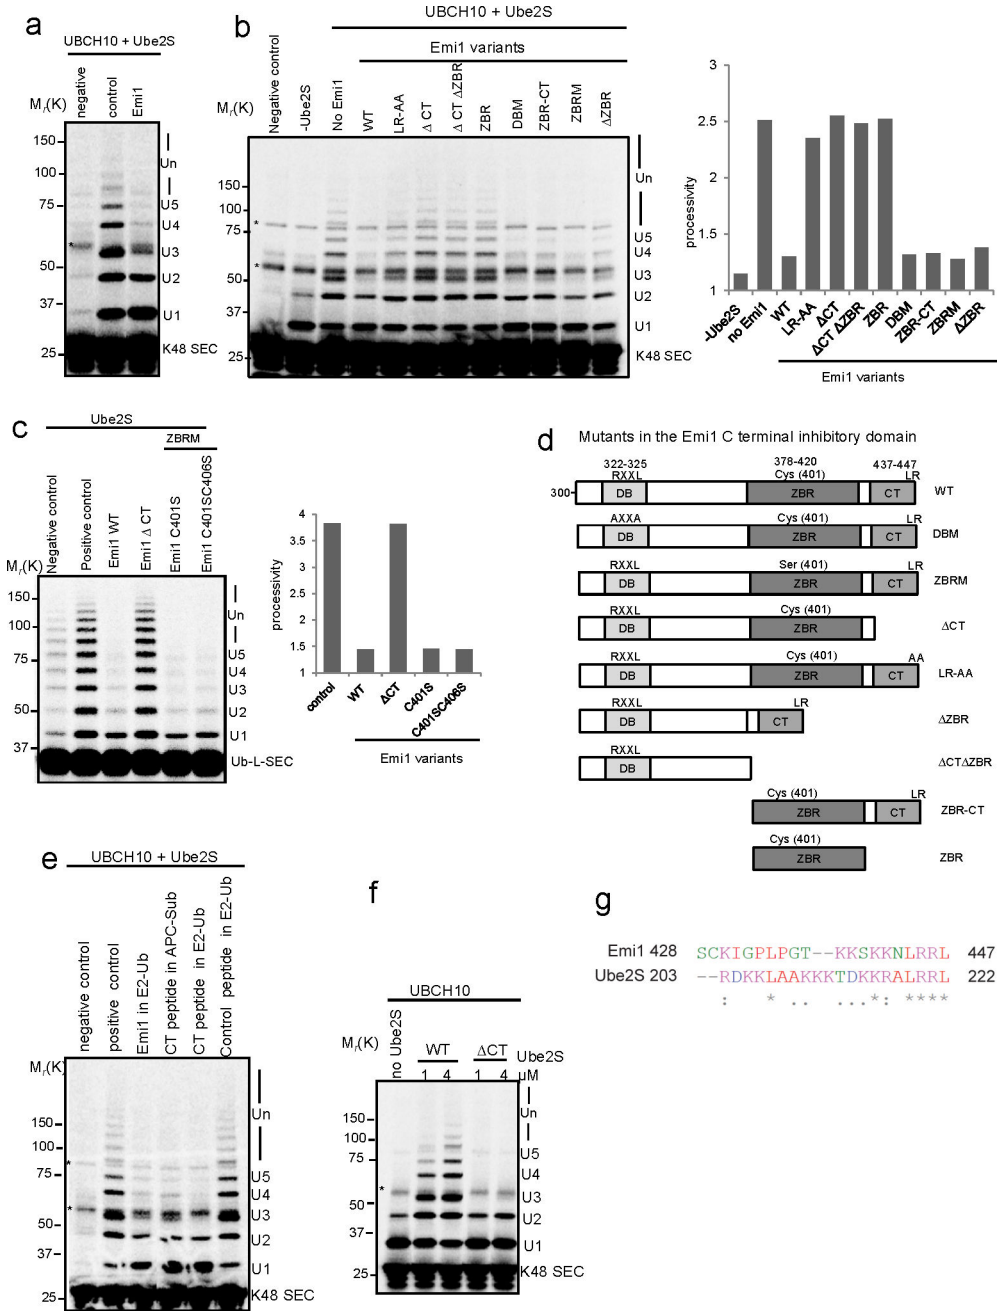 a
UBCH10 + Ube2S
negative
control
Emi1
Mr(K)
150
100
75
50
37
25
*
Un
U5
U4
U3
U2
U1
K48 SEC
b
UBCH10 + Ube2S
Emi1 variants
Negative control
-Ube2S
No Emi1
WT
LR-AA
Δ CT
Δ CT ΔZBR
ZBR
DBM
ZBR-CT
ZBRM
ΔZBR
Mr(K)
150
100
75
50
37
25
*
*
Un
U5
U4
U3
U2
U1
K48 SEC
processivity
3
2.5
2
1.5
1
-Ube2S
no Emi1
WT
LR-AA
ΔCT
ΔCT ΔZBR
ZBR
DBM
ZBR-CT
ZBRM
ΔZBR
Emi1 variants
c
Ube2S
ZBRM
Negative control
Positive control
Emi1 WT
Emi1 Δ CT
Emi1 C401S
Emi1 C401SC406S
Mr(K)
150
100
75
50
37
Un
U5
U4
U3
U2
U1
Ub-L-SEC
processivity
4
3.5
3
2.5
2
1.5
1
control
WT
ΔCT
C401S
C401SC406S
Emi1 variants
d
Mutants in the Emi1 C terminal inhibitory domain
322-325 378-420 437-447
RXXL Cys (401) LR
300 DB ZBR CT WT
AXXA Cys (401) LR
DB ZBR CT DBM
RXXL Ser (401) LR
DB ZBR CT ZBRM
RXXL Cys (401)
DB ZBR ΔCT
RXXL Cys (401) AA
DB ZBR CT LR-AA
RXXL LR
DB CT ΔZBR
RXXL
DB ΔCTΔZBR
Cys (401) LR
ZBR CT ZBR-CT
Cys (401)
ZBR ZBR
e
UBCH10 + Ube2S
negative control
positive control
Emi1 in E2-Ub
CT peptide in APC-Sub
CT peptide in E2-Ub
Control peptide in E2-Ub
Mr(K)
150
100
75
50
37
25
*
*
Un
U5
U4
U3
U2
U1
K48 SEC
f
UBCH10
no Ube2S
WT ΔCT Ube2S
1 4 1 4 µM
Mr(K)
150
100
75
50
37
25
*
Un
U5
U4
U3
U2
U1
K48 SEC
g
Emi1 428 SCKIGPLPGT--KKSKKNLRRL 447
Ube2S 203 --RDKKLAAKKKTDKKRALRRL 222
: * .. ...*: ****